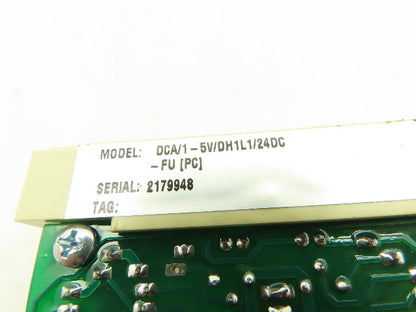 MODEL: DCA/1-5V/DH1L1/24DC
-FU [PC]
SERIAL: 2179948
TAG: